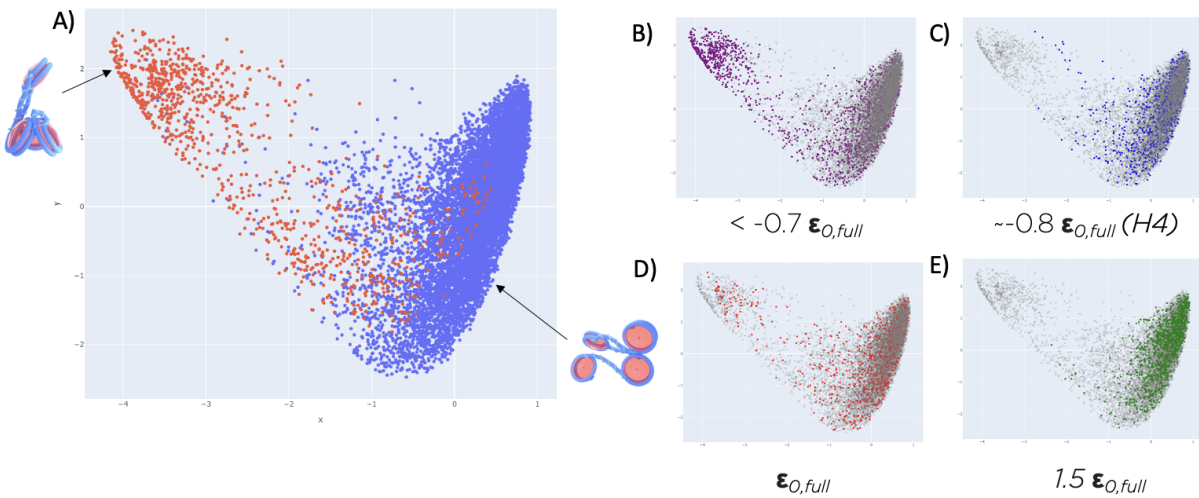 A)
2
1
0
−1
−2
y
−4
−3
−2
−1
0
1
x
B)
< -0.7 ε0,full
C)
~-0.8 ε0,full (H4)
D)
ε0,full
E)
1.5 ε0,full